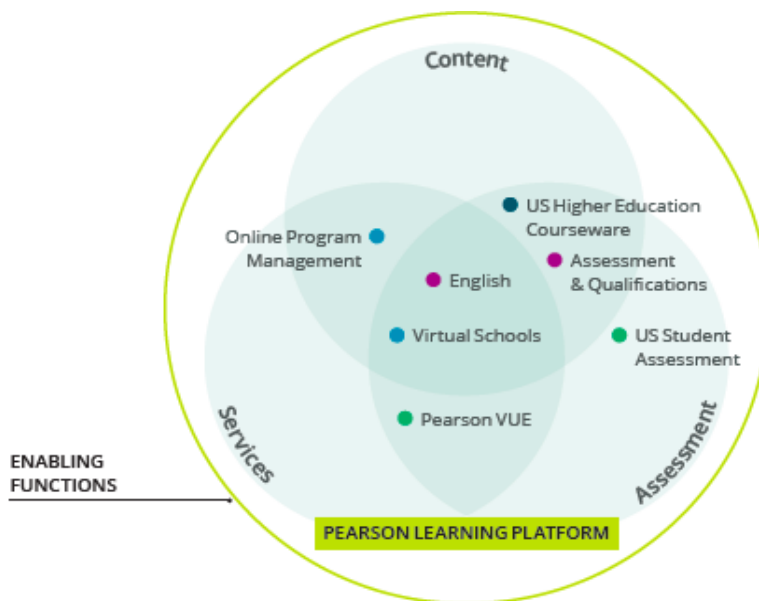 Content
US Higher Education
Courseware
Online Program
Management
Assessment
& Qualifications
English
Virtual Schools
US Student
Assessment
Pearson VUE
Services
Assessment
ENABLING
FUNCTIONS
PEARSON LEARNING PLATFORM